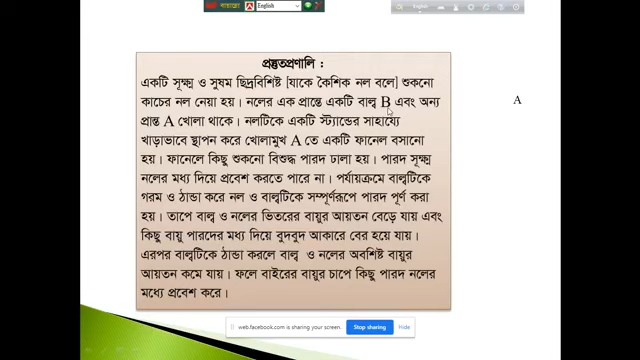 English
English
প্রস্তুতপ্রণালি :
একটি সূক্ষ্ম ও সুষম ছিদ্রবিশিষ্ট [যাকে কৈশিক নল বলে] শুকনো
কাচের নল নেয়া হয়। নলের এক প্রান্তে একটি বাল্ব B এবং অন্য
প্রান্ত A খোলা থাকে। নলটিকে একটি স্ট্যান্ডের সাহায্যে
খাড়াভাবে স্থাপন করে খোলামুখ A তে একটি ফানেল বসানো
হয়। ফানেলে কিছু শুকনো বিশুদ্ধ পারদ ঢালা হয়। পারদ সূক্ষ্ম
নলের মধ্য দিয়ে প্রবেশ করতে পারে না। পর্যায়ক্রমে বাল্বটিকে
গরম ও ঠান্ডা করে নল ও বাল্বটিকে সম্পূর্ণরূপে পারদ পূর্ণ করা
হয়। তাপে বাল্ব ও নলের ভিতরের বায়ুর আয়তন বেড়ে যায় এবং
কিছু বায়ু পারদের মধ্য দিয়ে বুদবুদ আকারে বের হয়ে যায়।
এরপর বাল্বটিকে ঠান্ডা করলে বাল্ব ও নলের অবশিষ্ট বায়ুর
আয়তন কমে যায়। ফলে বাইরের বায়ুর চাপে কিছু পারদ নলের
মধ্যে প্রবেশ করে।
A
web.facebook.com is sharing your screen. Stop sharing Hide